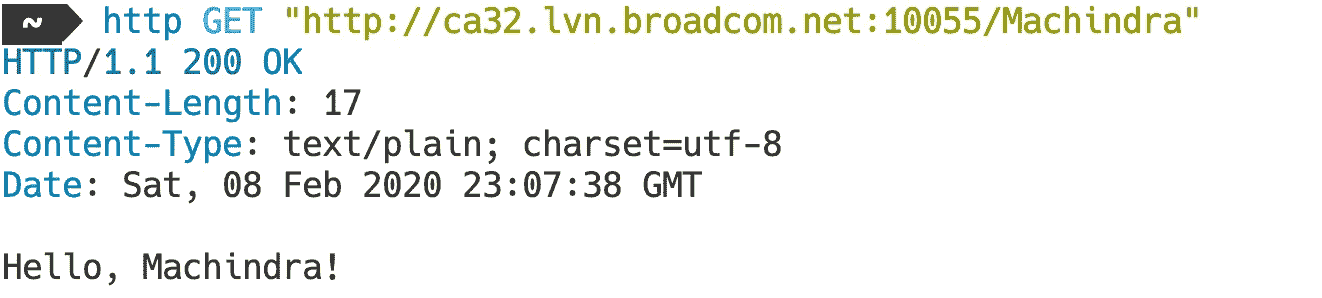 ~ http GET "http://ca32.lvn.broadcom.net:10055/Machindra"
HTTP/1.1 200 OK
Content-Length: 17
Content-Type: text/plain; charset=utf-8
Date: Sat, 08 Feb 2020 23:07:38 GMT
Hello, Machindra!